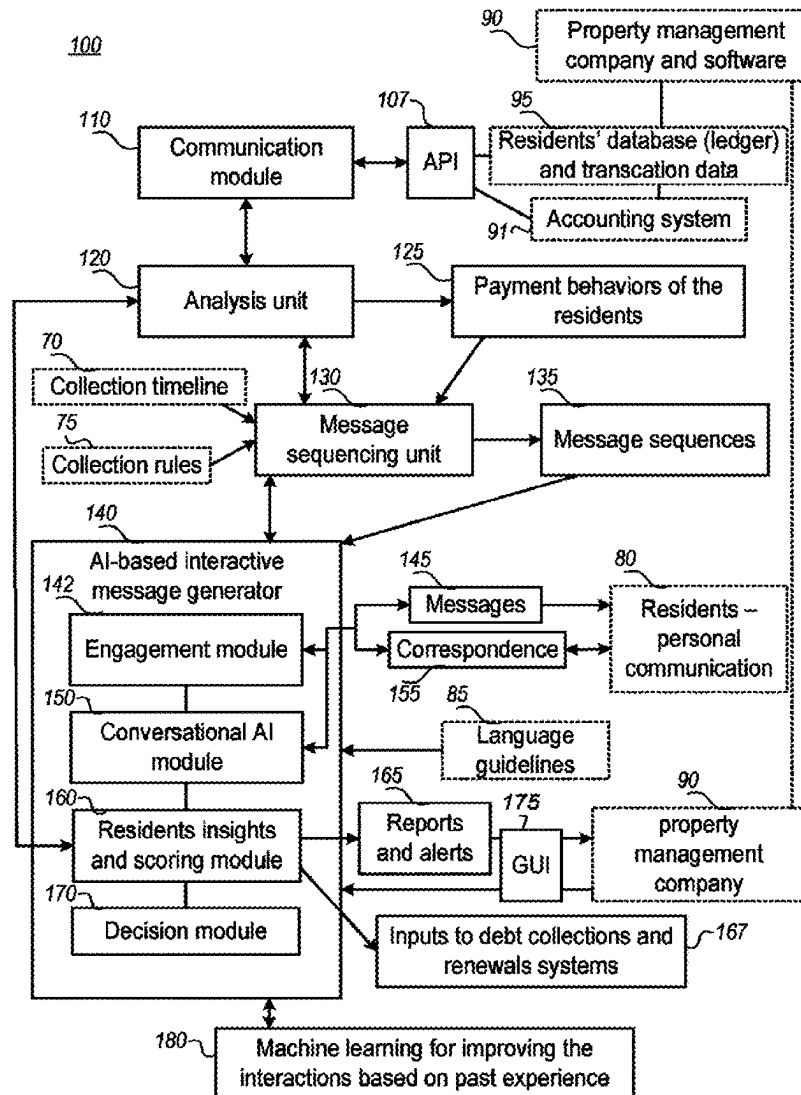 100
90
Property management
company and software
95
Residents' database (ledger)
and transcation data
107
API
110
Communication
module
Accounting system
91
120
Analysis unit
125
Payment behaviors of the
residents
70
Collection timeline
75
Collection rules
130
Message
sequencing unit
135
Message sequences
140
AI-based interactive
message generator
142
Engagement module
145
Messages
Correspondence
155
80
Residents –
personal
communication
150
Conversational AI
module
85
Language
guidelines
160
Residents insights
and scoring module
165
Reports
and alerts
175
GUI
90
property
management
company
170
Decision module
Inputs to debt collections and
renewals systems
167
180
Machine learning for improving the
interactions based on past experience